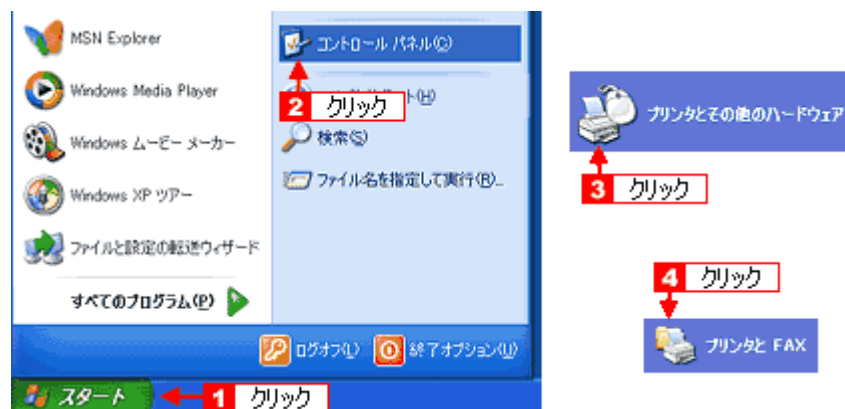 MSN Explorer
Windows Media Player
Windows ムービー メーカー
Windows XP ツアー
ファイルと設定の転送ウィザード
すべてのプログラム(P)
コントロール パネル(C)
2 クリック
ト(H)
検索(S)
ファイル名を指定して実行(R)...
ログオフ(L)
終了オプション(U)
スタート
1 クリック
プリンタとその他のハードウェア
3 クリック
4 クリック
プリンタと FAX